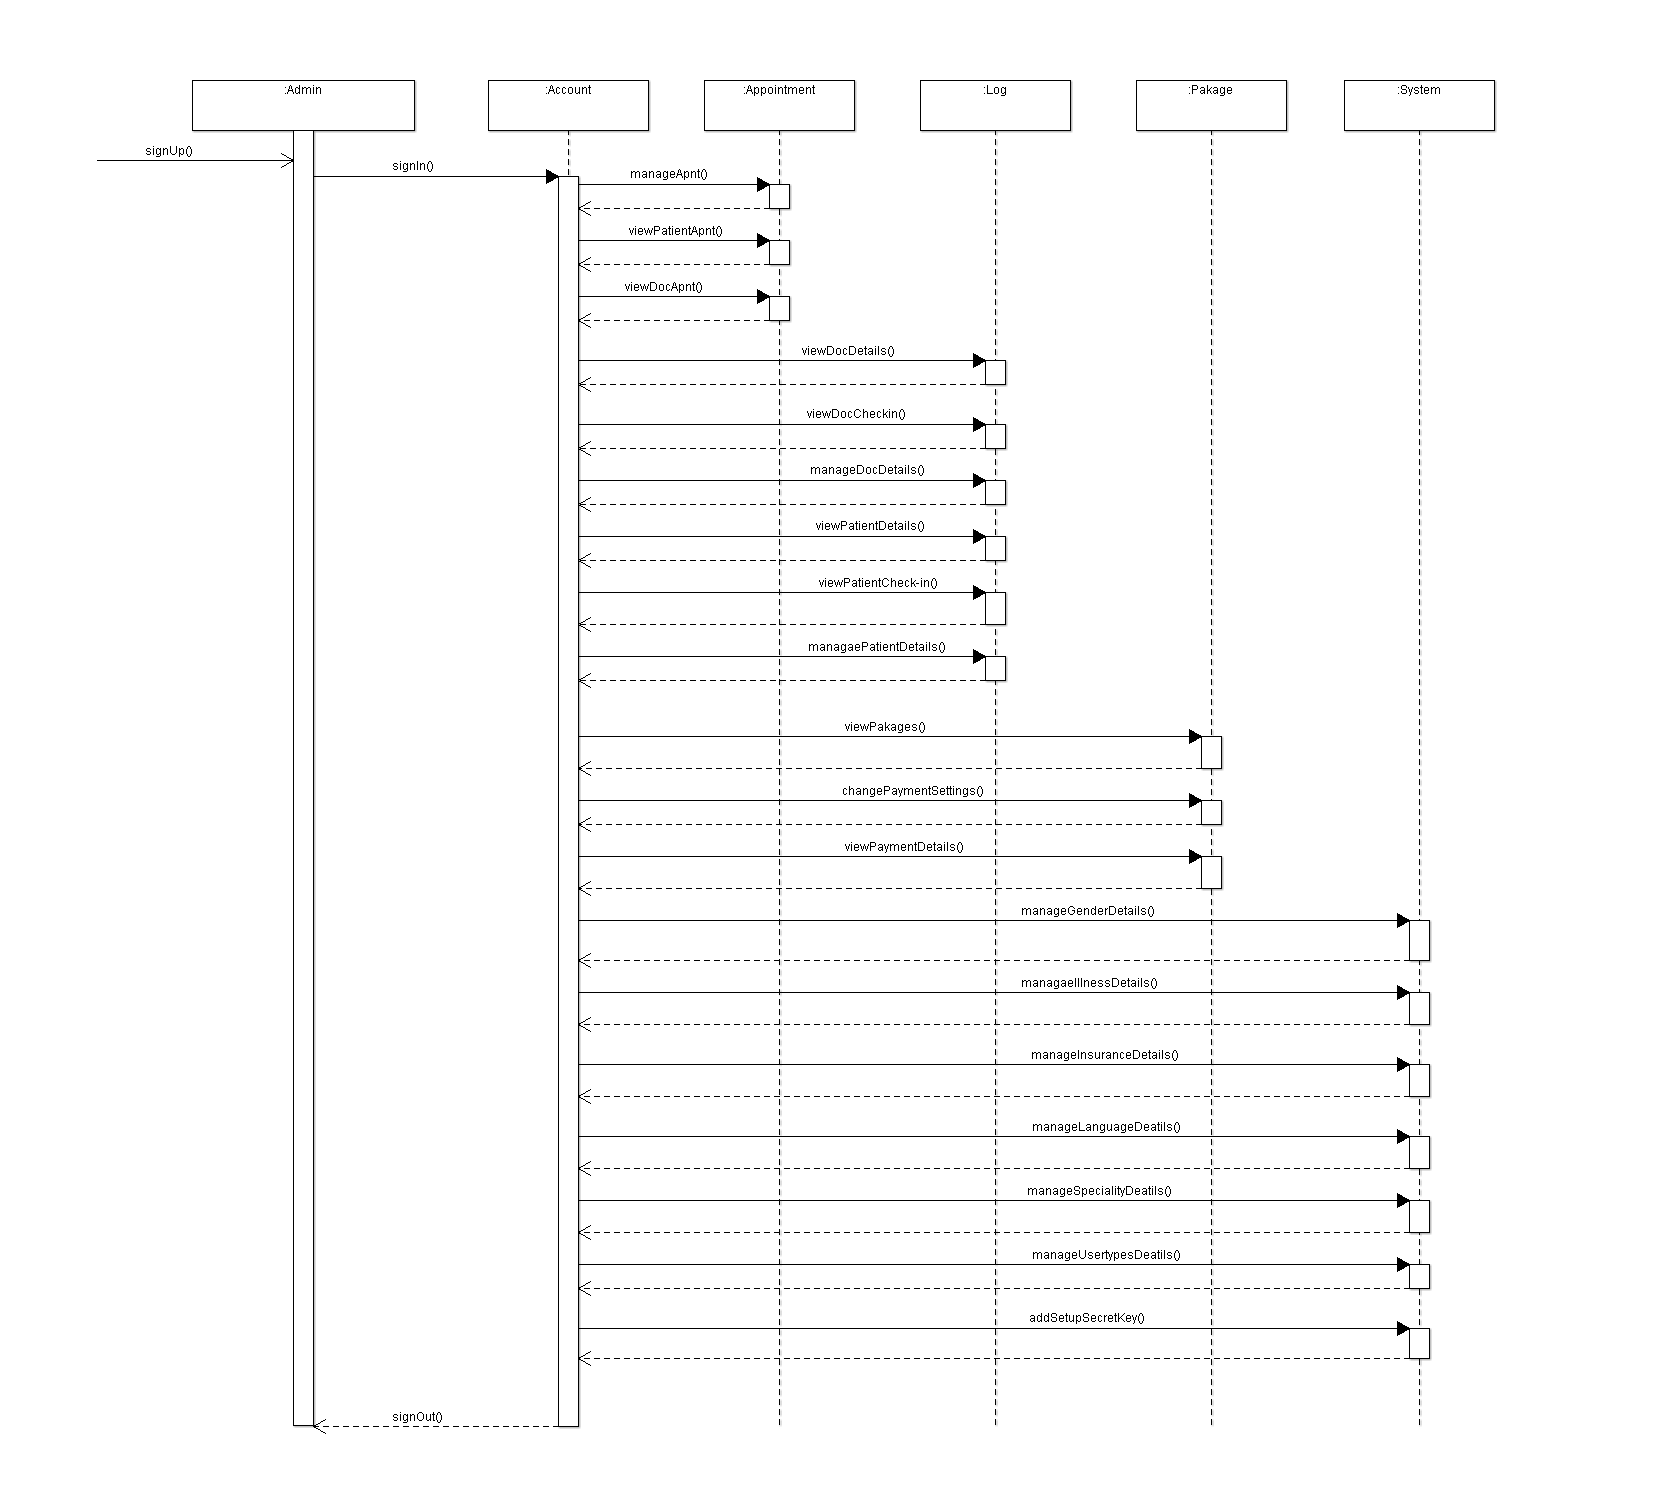 :Admin
:Account
:Appointment
:Log
:Pakage
:System
signUp()
signIn()
manageApnt()
viewPatientApnt()
viewDocApnt()
viewDocDetails()
viewDocCheckin()
manageDocDetails()
viewPatientDetails()
viewPatientCheck-in()
managaePatientDetails()
viewPakages()
changePaymentSettings()
viewPaymentDetails()
manageGenderDetails()
managaeIllnessDetails()
manageInsuranceDetails()
manageLanguageDeatils()
manageSpecialityDeatils()
manageUsertypesDeatils()
addSetupSecretKey()
signOut()